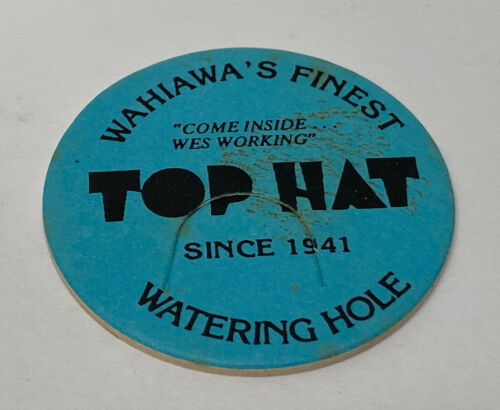 WAHIAWA'S FINEST
"COME INSIDE...
WES WORKING"
TOP HAT
SINCE 1941
WATERING HOLE